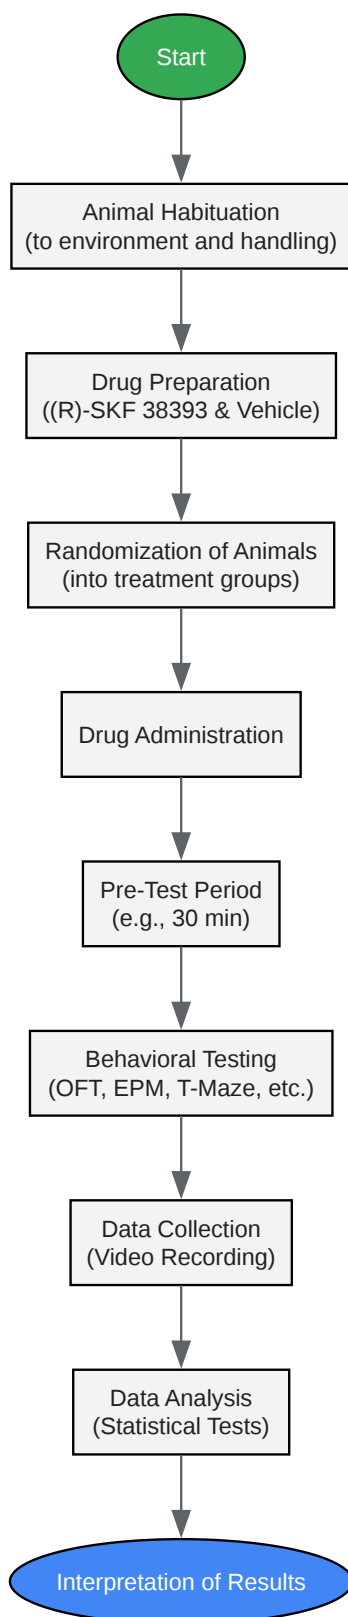 Start
Animal Habituation
(to environment and handling)
Drug Preparation
((R)-SKF 38393 & Vehicle)
Randomization of Animals
(into treatment groups)
Drug Administration
Pre-Test Period
(e.g., 30 min)
Behavioral Testing
(OFT, EPM, T-Maze, etc.)
Data Collection
(Video Recording)
Data Analysis
(Statistical Tests)
Interpretation of Results